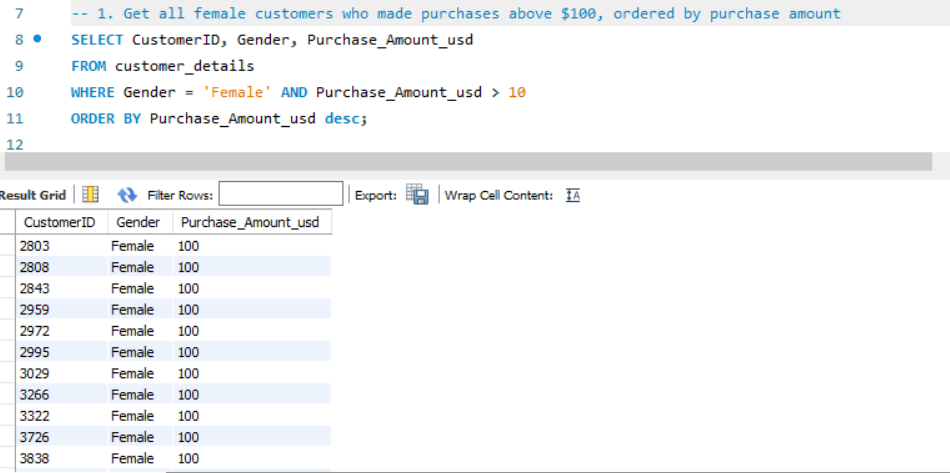 7 -- 1. Get all female customers who made purchases above $100, ordered by purchase amount
8 SELECT CustomerID, Gender, Purchase_Amount_usd
9 FROM customer_details
10 WHERE Gender = 'Female' AND Purchase_Amount_usd > 10
11 ORDER BY Purchase_Amount_usd desc;
12
Result Grid Filter Rows: Export: Wrap Cell Content: IA
CustomerID Gender Purchase_Amount_usd
2803 Female 100
2808 Female 100
2843 Female 100
2959 Female 100
2972 Female 100
2995 Female 100
3029 Female 100
3266 Female 100
3322 Female 100
3726 Female 100
3838 Female 100